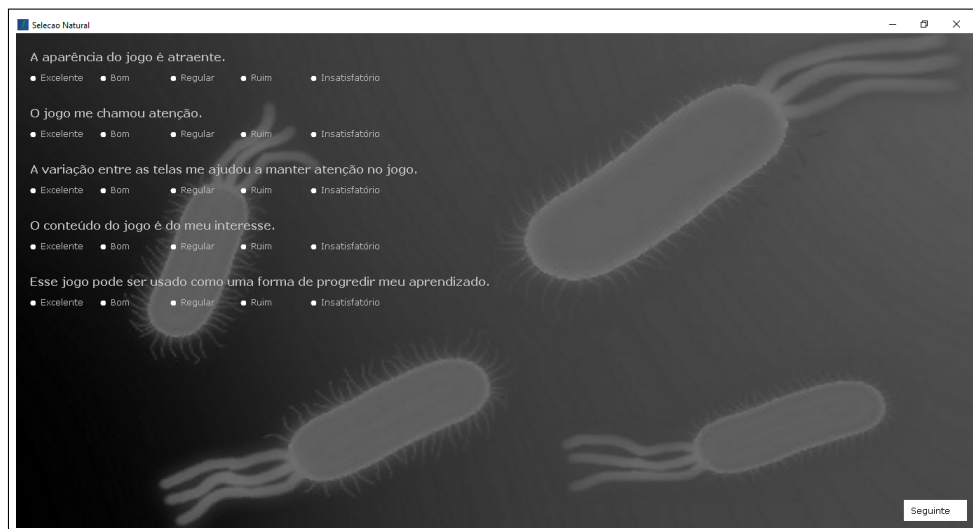 Selecao Natural
A aparência do jogo é atraente.
Excelente Bom Regular Ruim Insatisfatório
O jogo me chamou atenção.
Excelente Bom Regular Ruim Insatisfatório
A variação entre as telas me ajudou a manter atenção no jogo.
Excelente Bom Regular Ruim Insatisfatório
O conteúdo do jogo é do meu interesse.
Excelente Bom Regular Ruim Insatisfatório
Esse jogo pode ser usado como uma forma de progredir meu aprendizado.
Excelente Bom Regular Ruim Insatisfatório
Seguinte